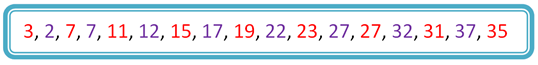 3, 2, 7, 7, 11, 12, 15, 17, 19, 22, 23, 27, 27, 32, 31, 37, 35